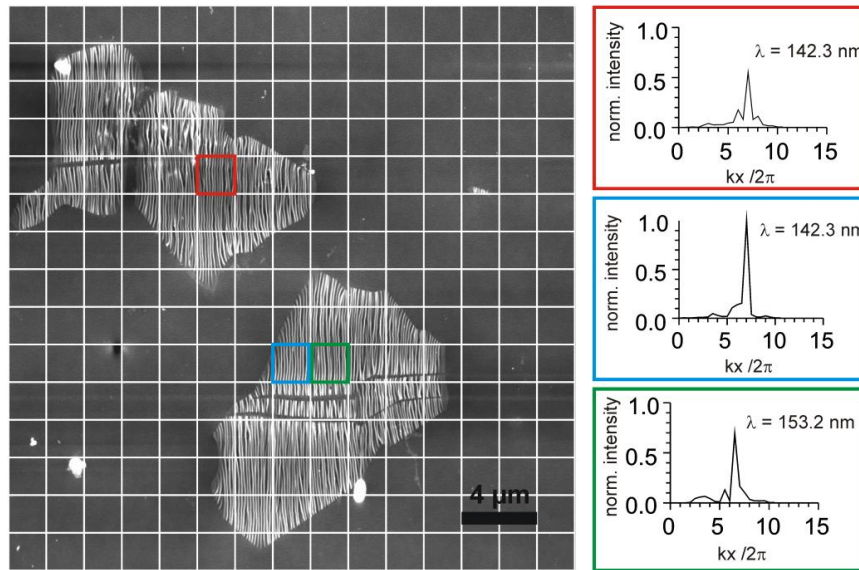 4 µm
norm. intensity
1.0
0.5
0.0
λ = 142.3 nm
0 5 10 15
kx /2π
norm. intensity
1.0
0.5
0.0
λ = 142.3 nm
0 5 10 15
kx /2π
norm. intensity
1.0
0.5
0.0
λ = 153.2 nm
0 5 10 15
kx /2π